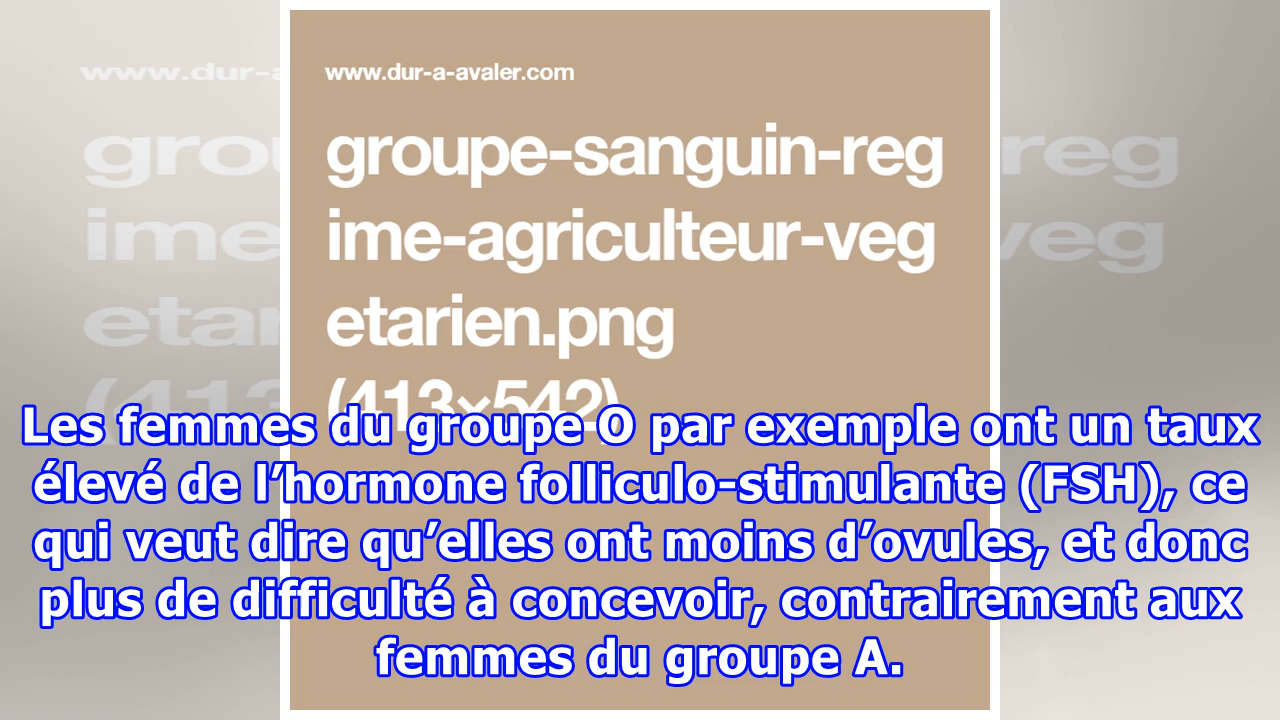 www.dur-a-avaler.com
groupe-sanguin-reg
ime-agriculteur-veg
etarien.png
(413×542)
Les femmes du groupe O par exemple ont un taux
élevé de l’hormone folliculo-stimulante (FSH), ce
qui veut dire qu’elles ont moins d’ovules, et donc
plus de difficulté à concevoir, contrairement aux
femmes du groupe A.